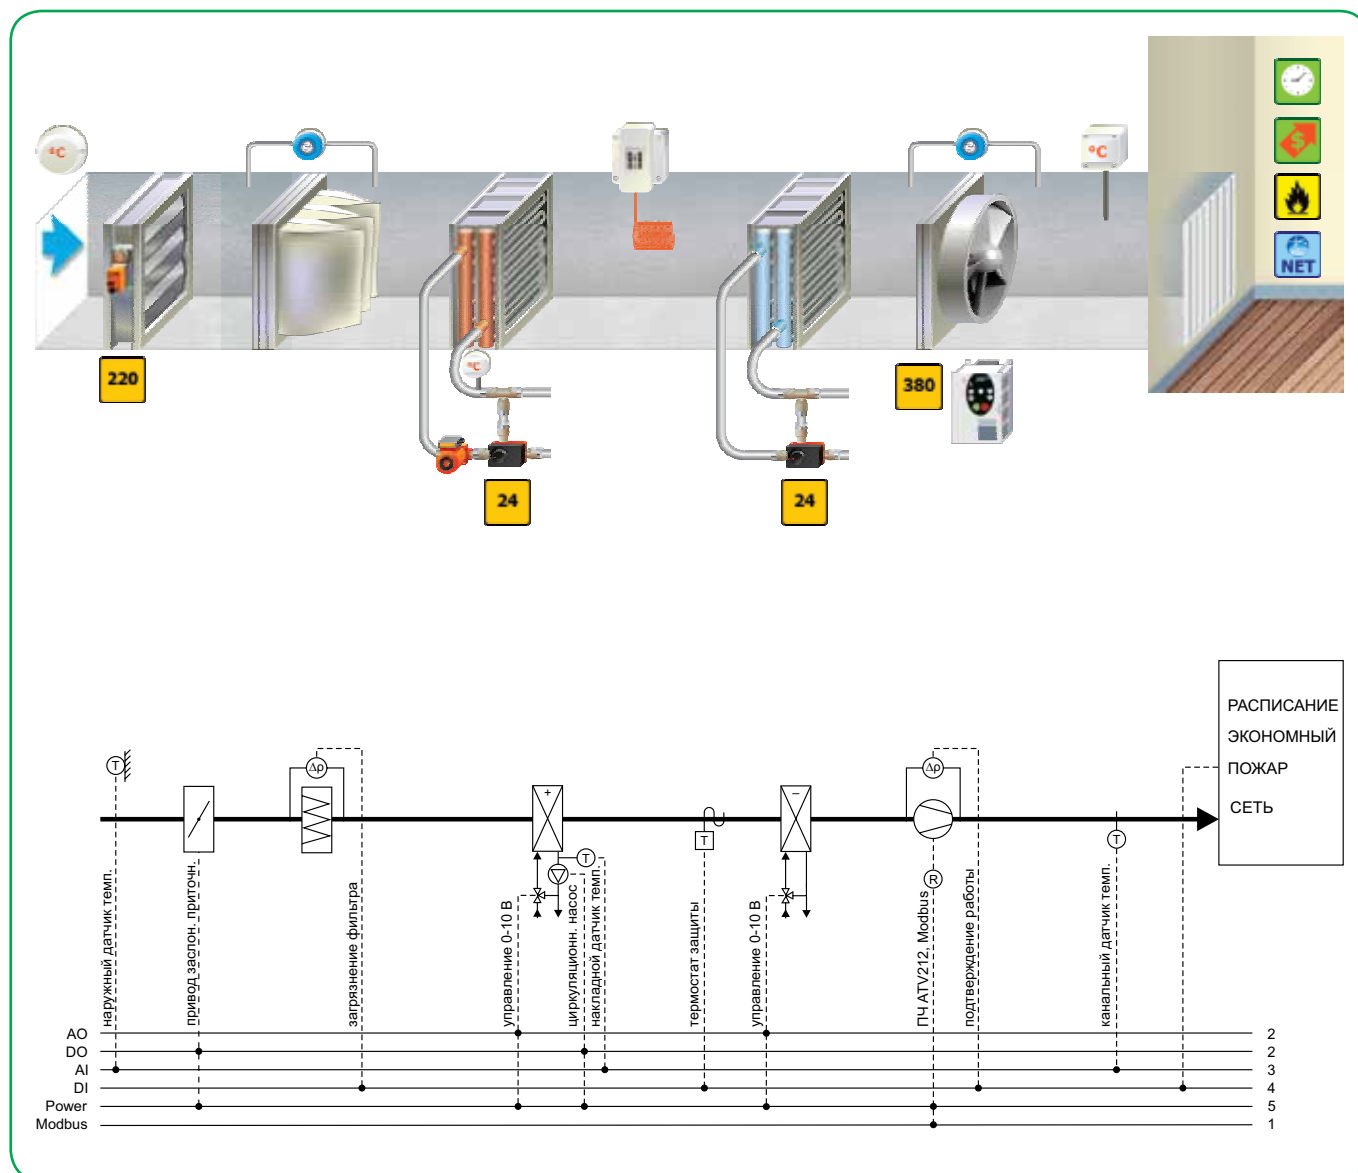 °C
°C
NET
°C
220
380
24
24
РАСПИСАНИЕ
ЭКОНОМНЫЙ
ПОЖАР
СЕТЬ
T
Δρ
+
T
T
–
Δρ
R
T
наружный датчик темп.
привод заслон. приточн.
загрязнение фильтра
управление 0-10 В
циркуляционн. насос
накладной датчик темп.
термостат защиты
управление 0-10 В
ПЧ ATV212, Modbus
подтверждение работы
канальный датчик темп.
AO 2
DO 2
AI 3
DI 4
Power 5
Modbus 1